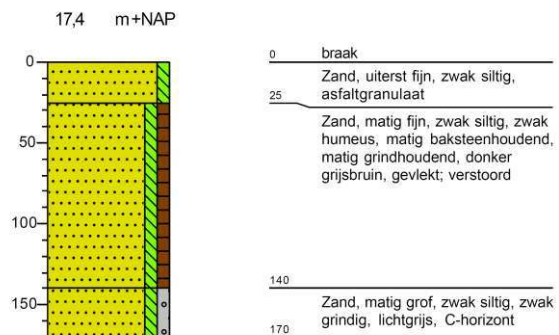 17,4 m+NAP
0
50
100
150
0 braak
Zand, uiterst fijn, zwak siltig,
asfaltgranulaat
25
Zand, matig fijn, zwak siltig, zwak
humeus, matig baksteenhoudend,
matig grindhoudend, donker
grijsbruin, gevlekt; verstoord
140
Zand, matig grof, zwak siltig, zwak
grindig, lichtgrijs, C-horizont
170